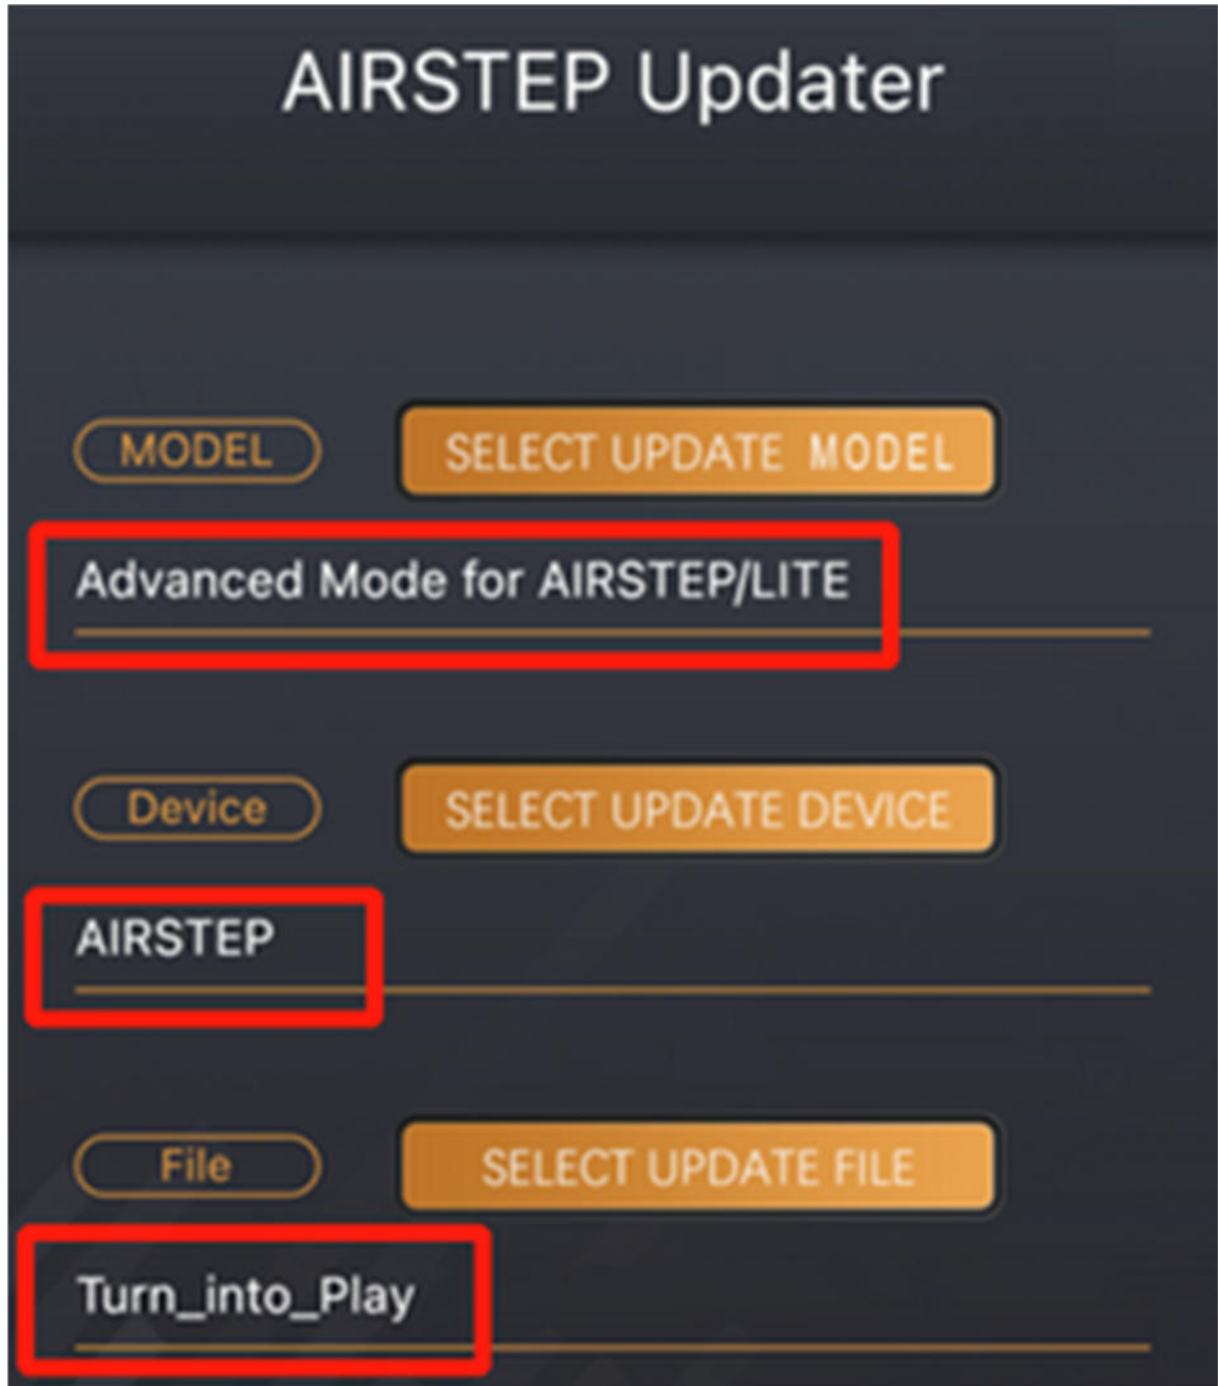 AIRSTEP Updater
MODEL SELECT UPDATE MODEL
Advanced Mode for AIRSTEP/LITE
Device SELECT UPDATE DEVICE
AIRSTEP
File SELECT UPDATE FILE
Turn_into_Play